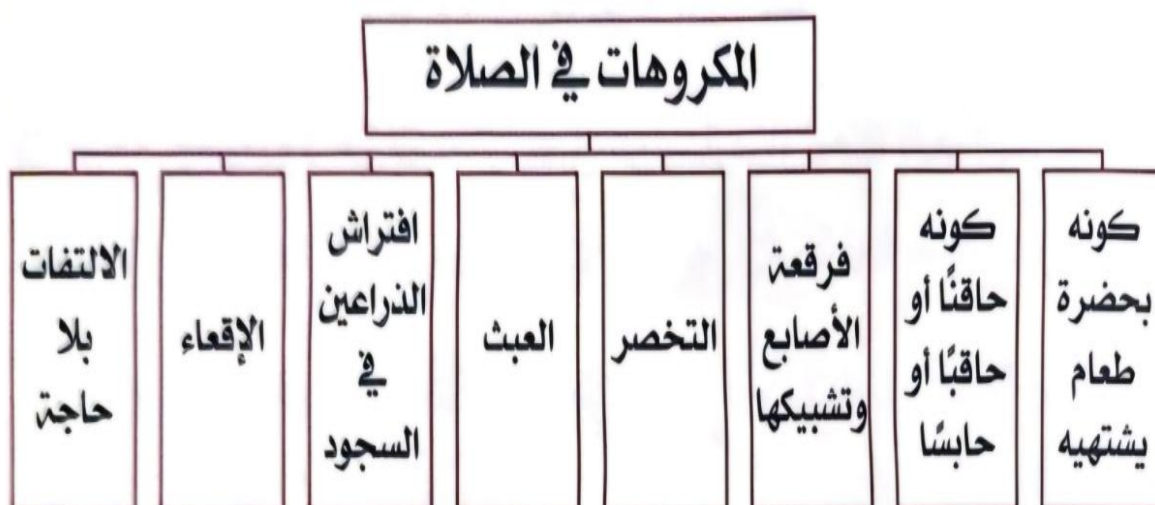 المكروهات في الصلاة
كونه
بحضرة
طعام
يشتهيه
كونه
حاقنًا أو
حاقبًا أو
حابسًا
فرقعة
الأصابع
وتشبيكها
التخصر
العبث
افتراش
الذراعين
في
السجود
الإقعاء
الالتفات
بلا
حاجة